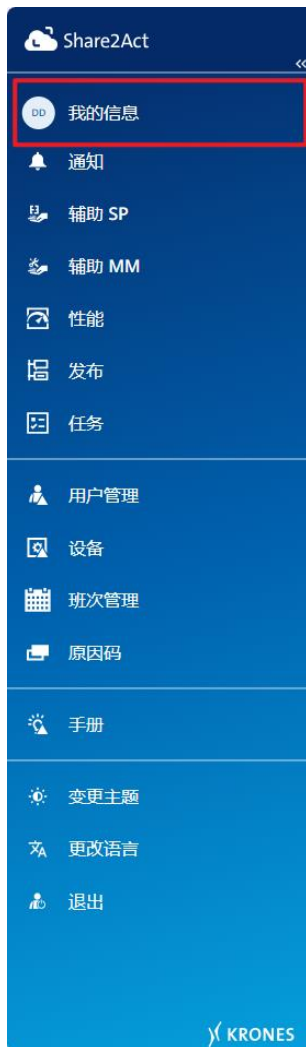 Share2Act
«
DD 我的信息
通知
辅助 SP
辅助 MM
性能
发布
任务
用户管理
设备
班次管理
原因码
手册
变更主题
更改语言
退出
KRONES